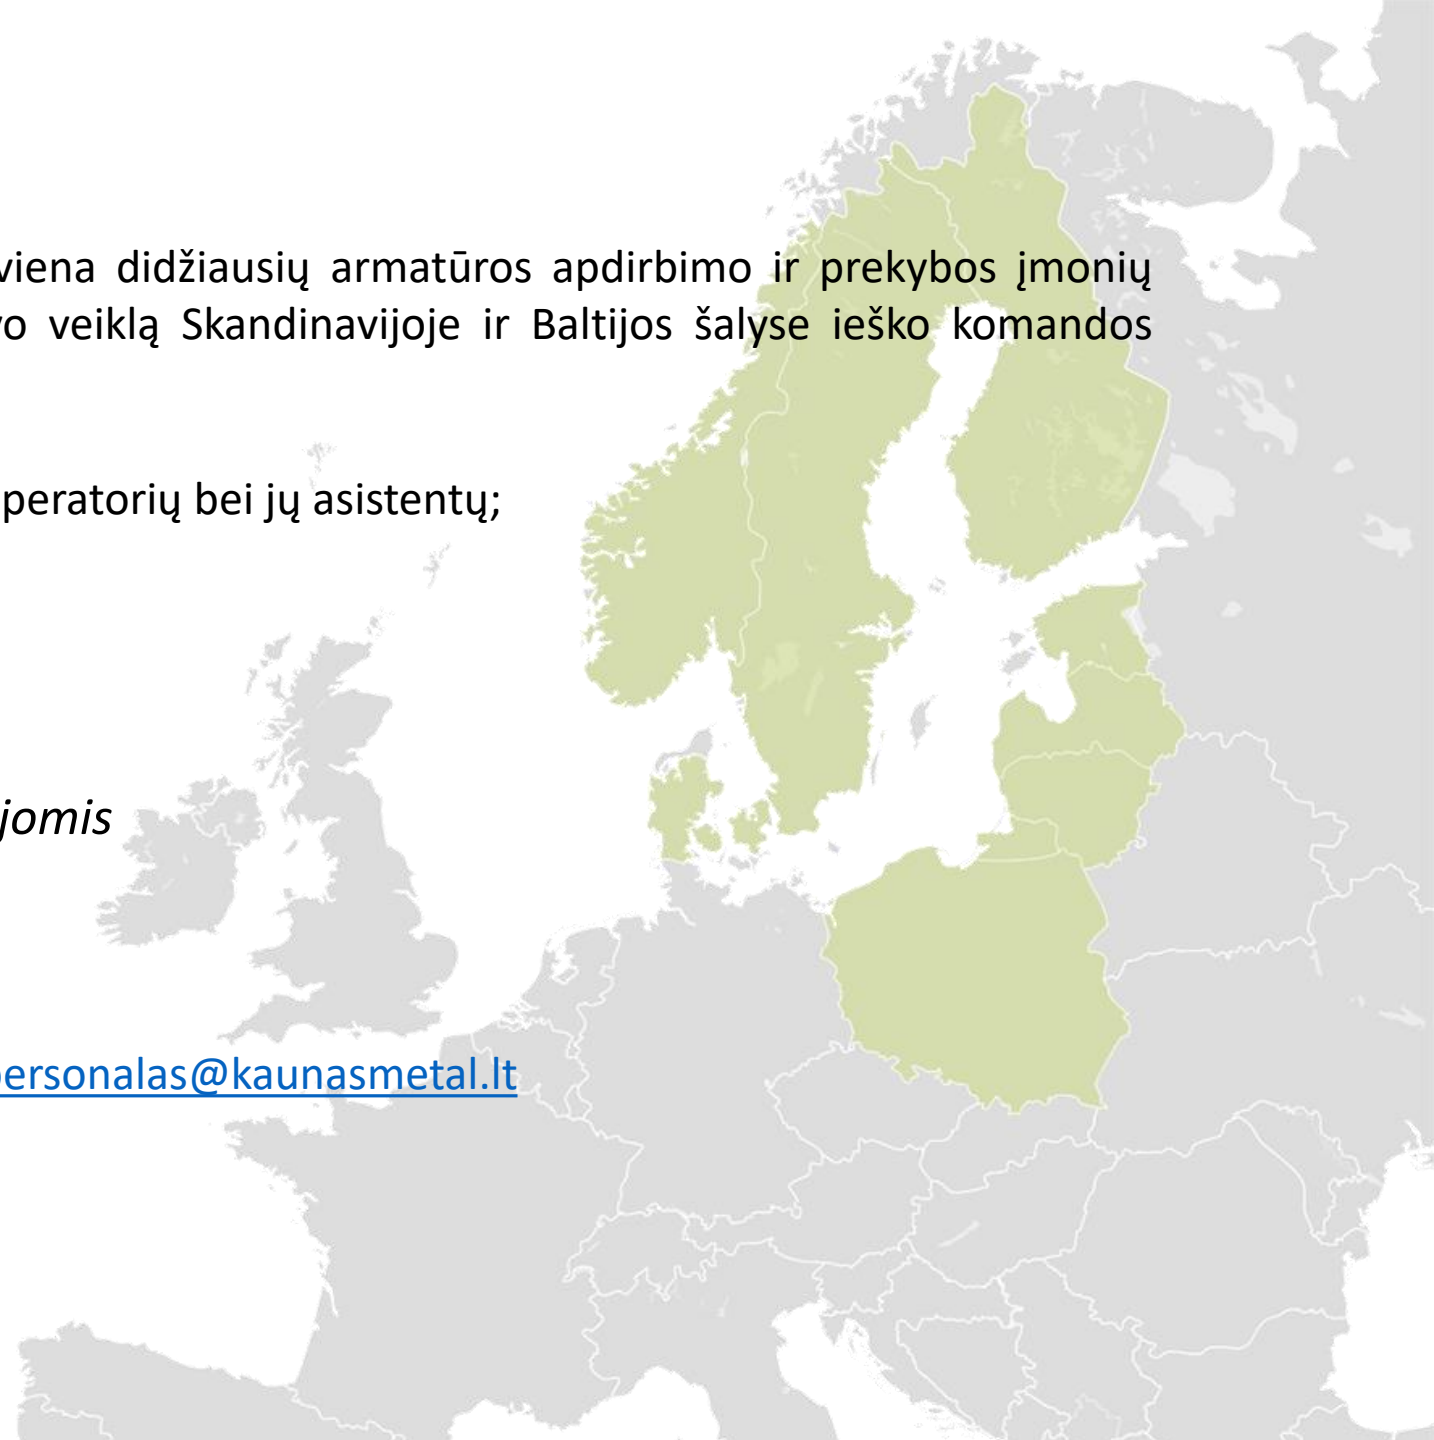 viena didžiausių armatūros apdirbimo ir prekybos įmonių
vo veiklą Skandinavijoje ir Baltijos šalyse ieško komandos
peratorių bei jų asistentų;
jomis
personalas@kaunasmetal.lt